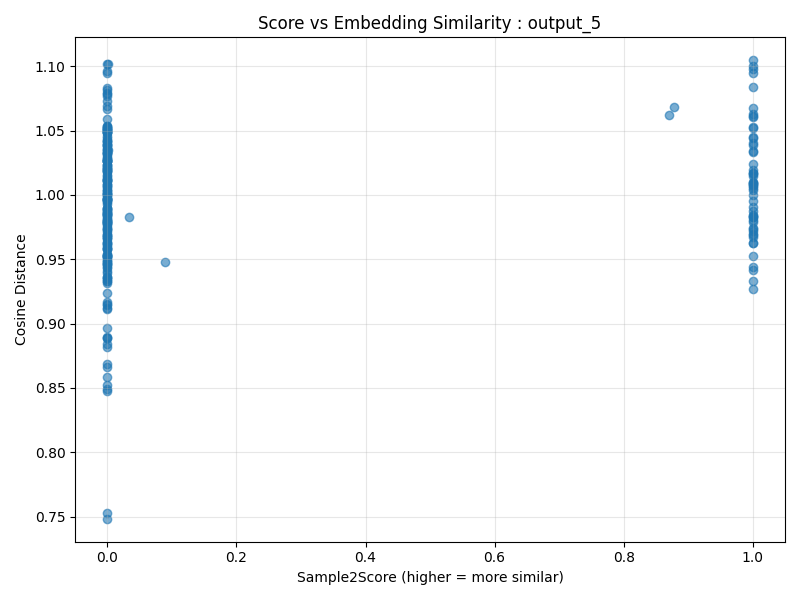 Score vs Embedding Similarity : output_5
Cosine Distance
1.10
1.05
1.00
0.95
0.90
0.85
0.80
0.75
0.0 0.2 0.4 0.6 0.8 1.0
Sample2Score (higher = more similar)